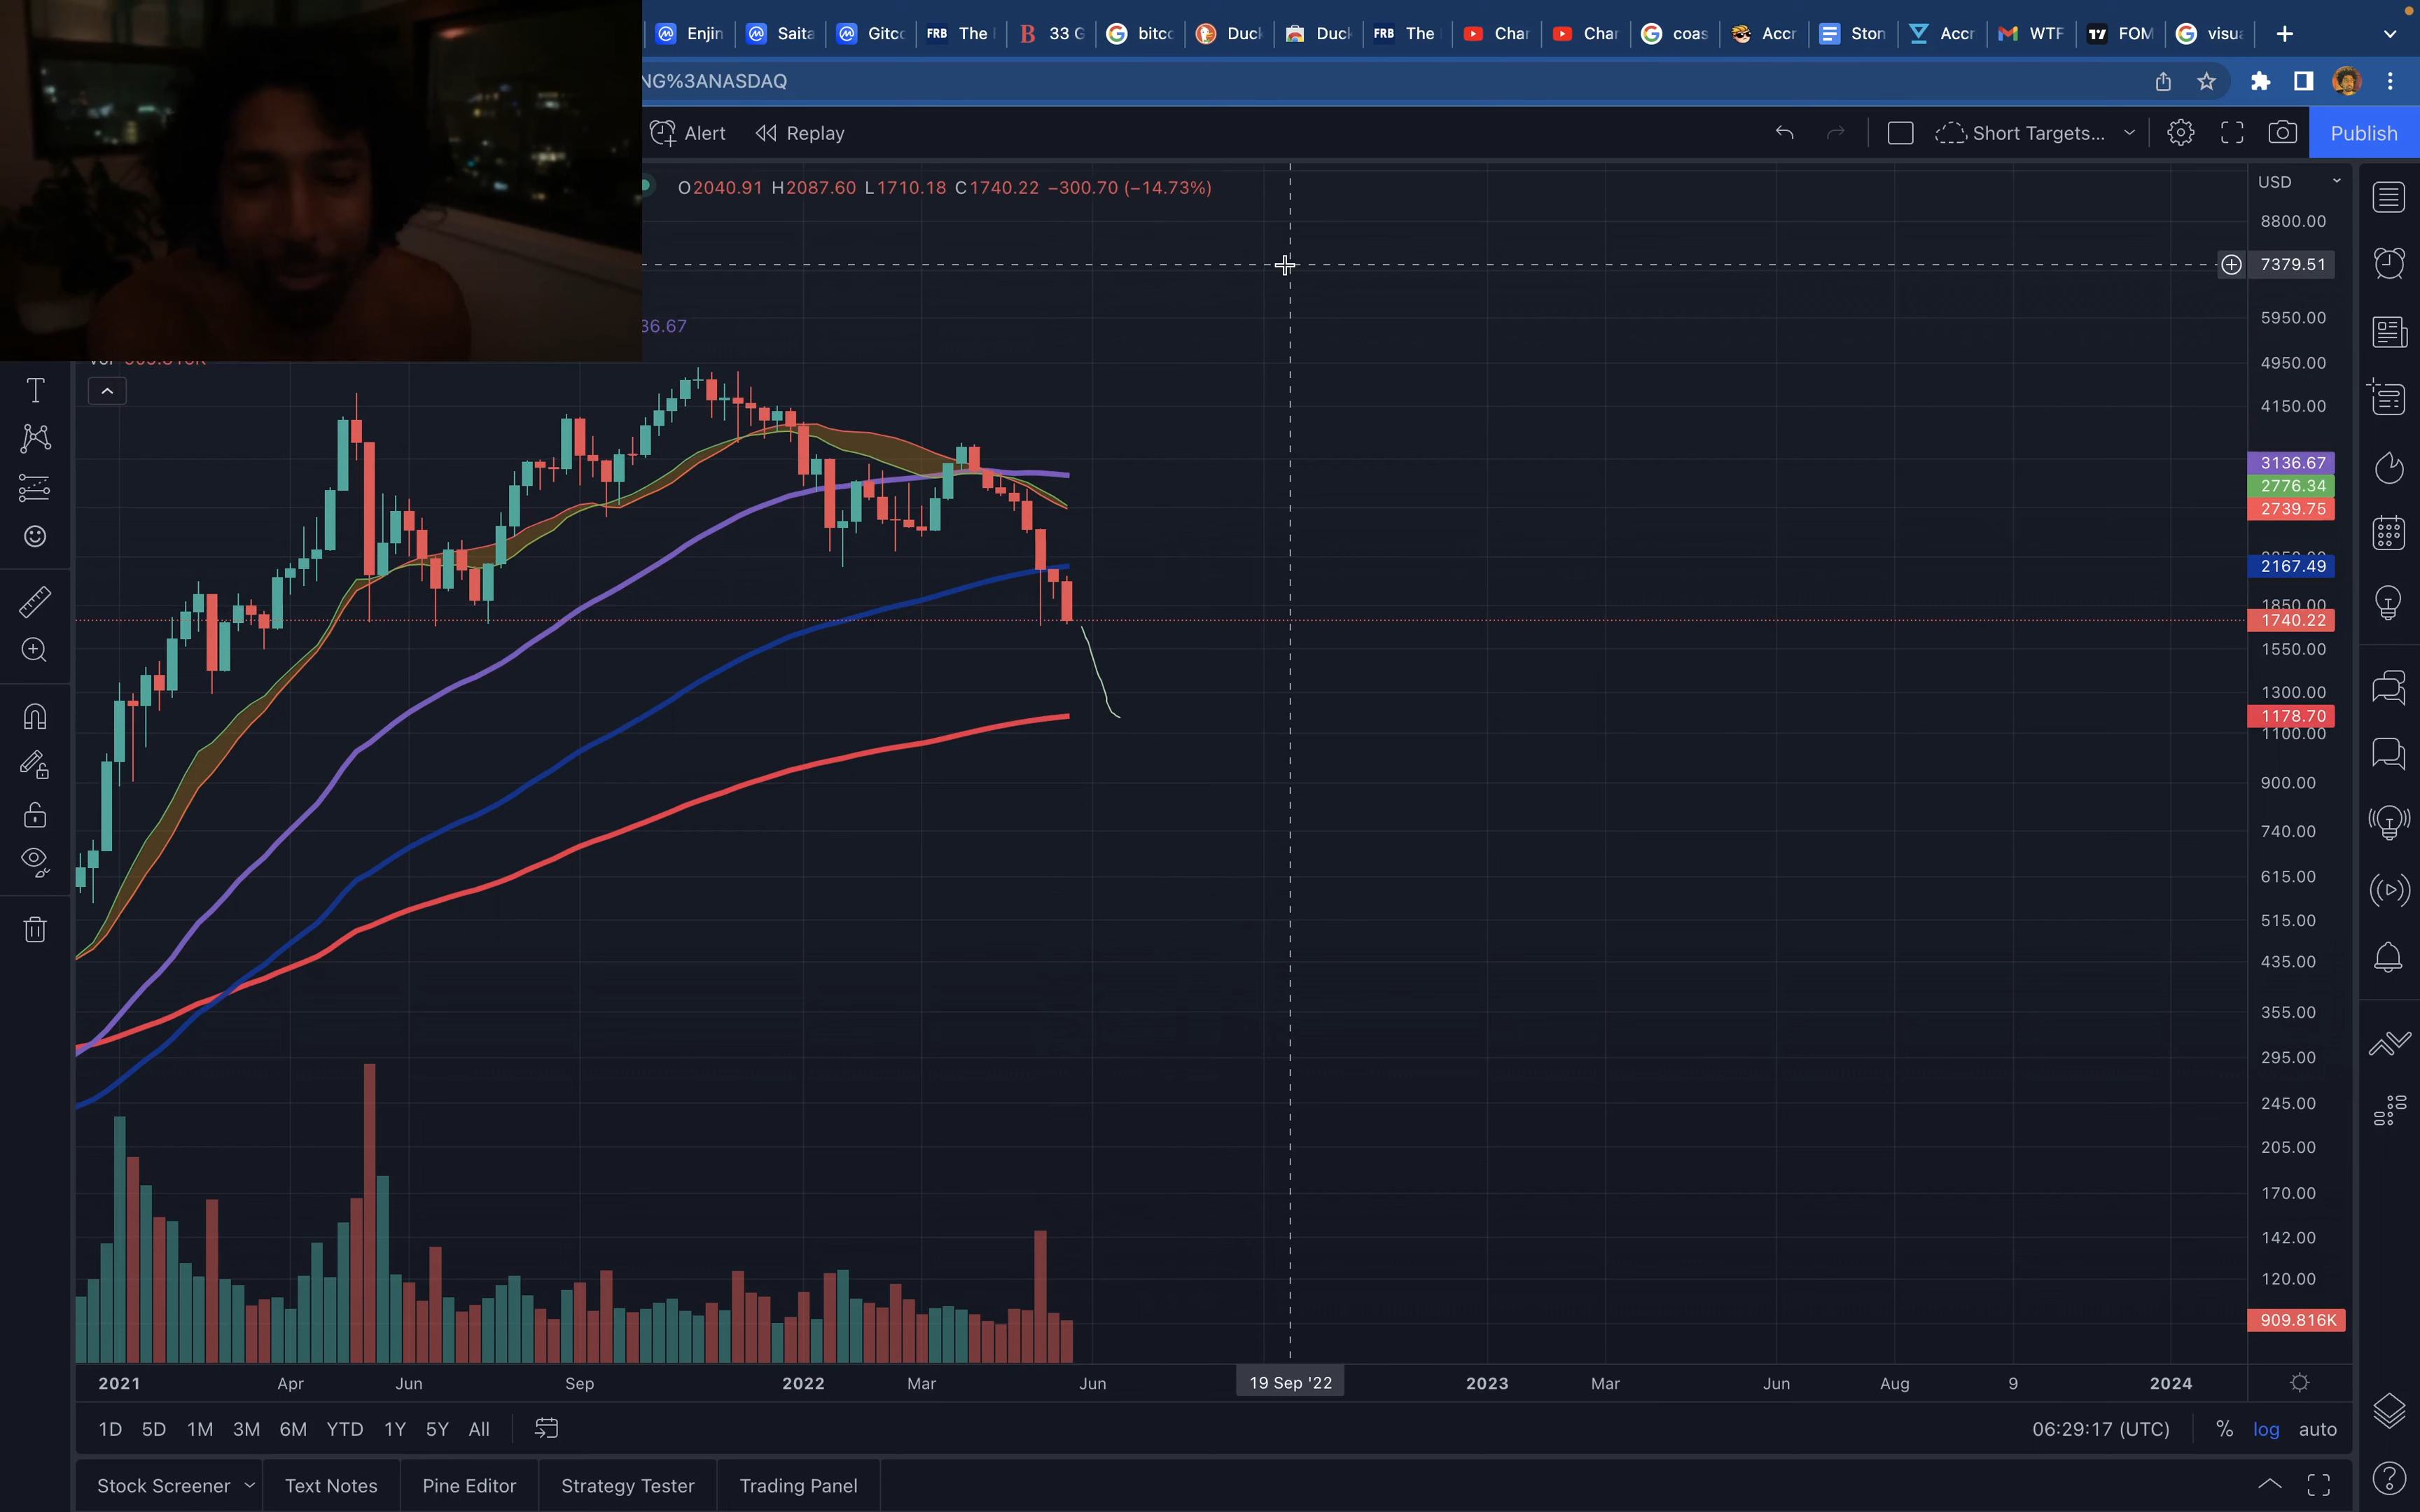 Enjin
Saita
Gitco
FRB The
B 33 G
bitco
Duc
Duc
FRB The
Char
Char
coas
Accr
Ston
Accr
WTF
FOM
visua
NG%3ANASDAQ
Alert
Replay
Short Targets...
Publish
O2040.91 H2087.60 L1710.18 C1740.22 −300.70 (−14.73%)
36.67
USD
8800.00
7379.51
5950.00
4950.00
4150.00
3136.67
2776.34
2739.75
2167.49
1850.00
1740.22
1550.00
1300.00
1178.70
1100.00
900.00
740.00
615.00
515.00
435.00
355.00
295.00
245.00
205.00
170.00
142.00
120.00
909.816K
2021 Apr Jun Sep 2022 Mar Jun 19 Sep '22 2023 Mar Jun Aug 9 2024
1D 5D 1M 3M 6M YTD 1Y 5Y All
06:29:17 (UTC) % log auto
Stock Screener
Text Notes
Pine Editor
Strategy Tester
Trading Panel